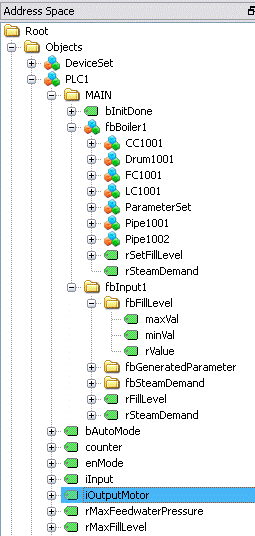 Address Space
Root
Objects
DeviceSet
PLC1
MAIN
bInitDone
fbBoiler1
CC1001
Drum1001
FC1001
LC1001
ParameterSet
Pipe1001
Pipe1002
rSetFillLevel
rSteamDemand
fbInput1
fbFillLevel
maxVal
minVal
rValue
fbGeneratedParameter
fbSteamDemand
rFillLevel
rSteamDemand
bAutoMode
counter
enMode
iInput
iOutputMotor
rMaxFeedwaterPressure
rMaxFillLevel